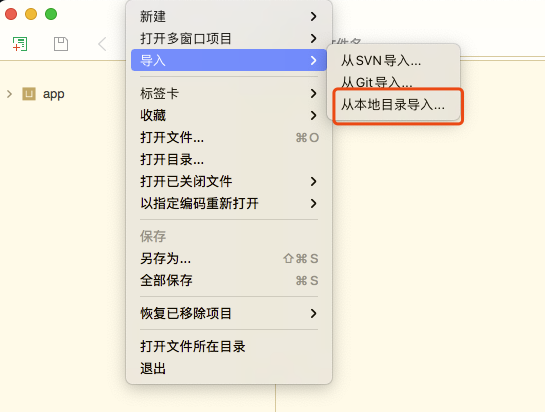 新建
打开多窗口项目
导入
标签卡
收藏
打开文件... ⌘O
打开目录...
打开已关闭文件
以指定编码重新打开
保存
另存为... ⇧⌘S
全部保存 ⌘S
恢复已移除项目
打开文件所在目录
退出
从SVN导入...
从Git导入...
从本地目录导入...
件名
app